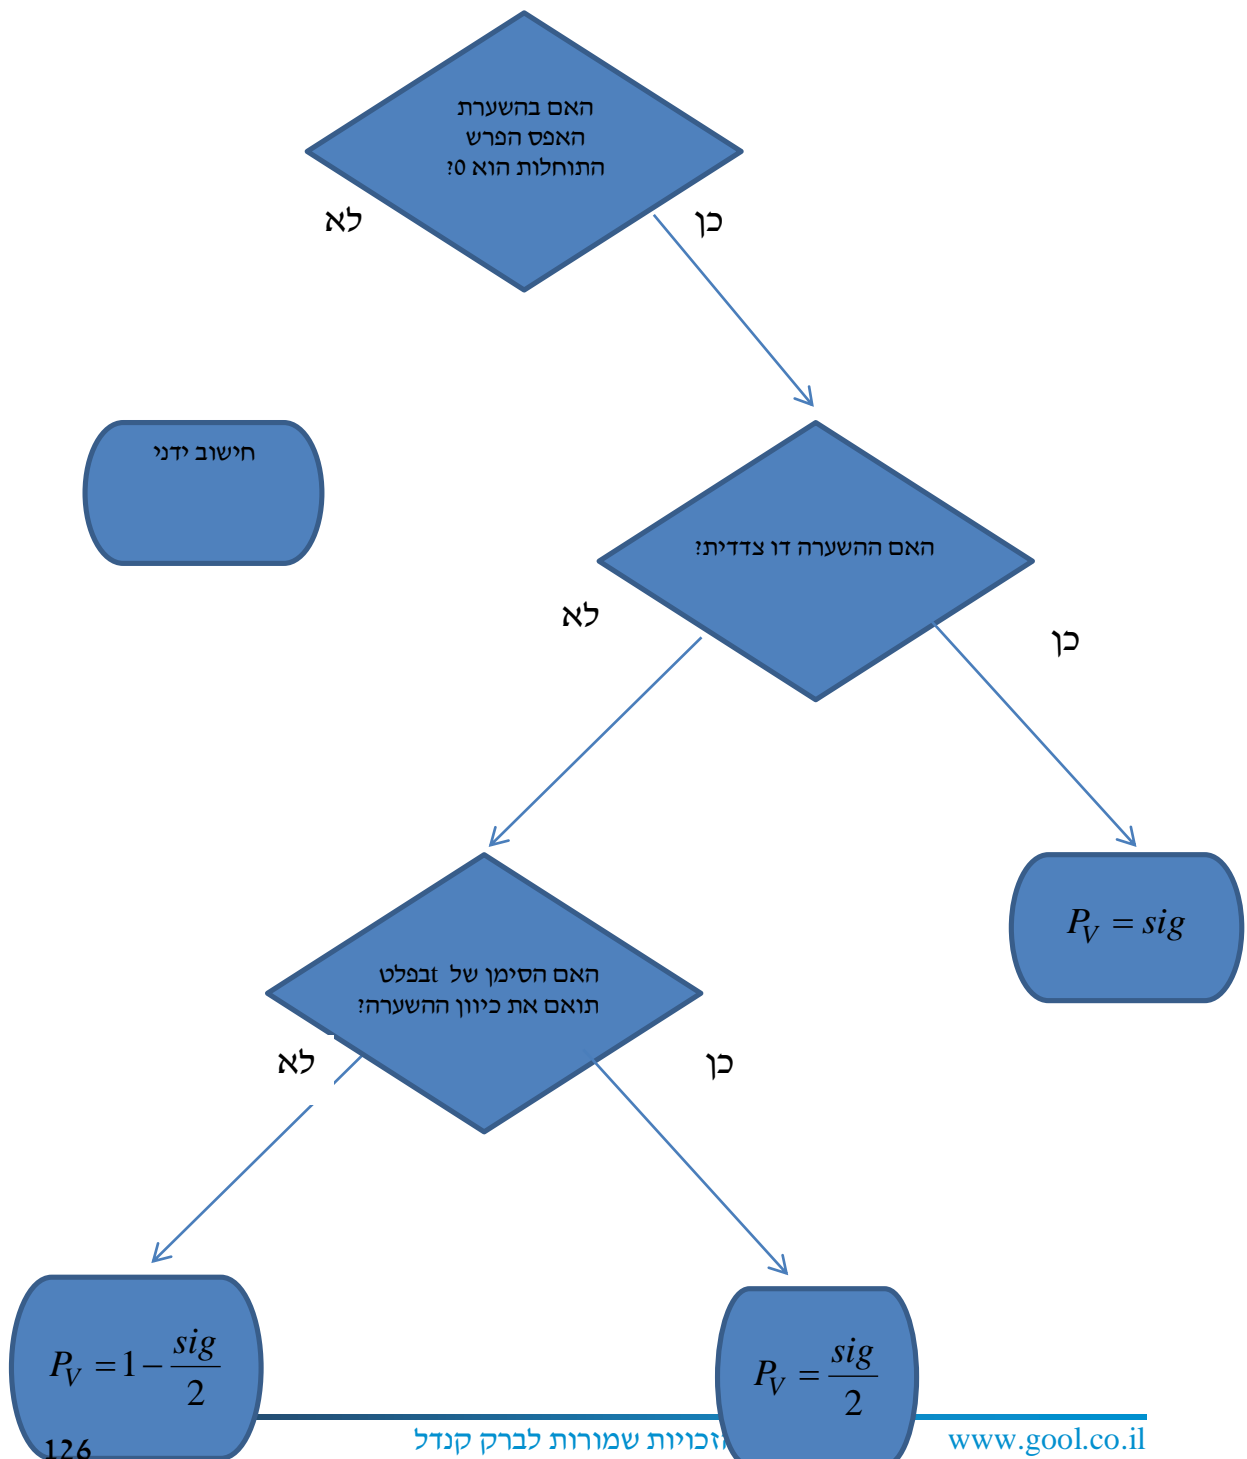 האם בהשערת
האפס הפרש
התוחלות הוא 0?
לא
כן
חישוב ידני
האם ההשערה דו צדדית?
לא
כן
P_V = sig
האם הסימן של t בפלט
תואם את כיוון ההשערה?
לא
כן
P_V = 1 − sig/2
P_V = sig/2
126
זכויות שמורות לברק קנדל
www.gool.co.il